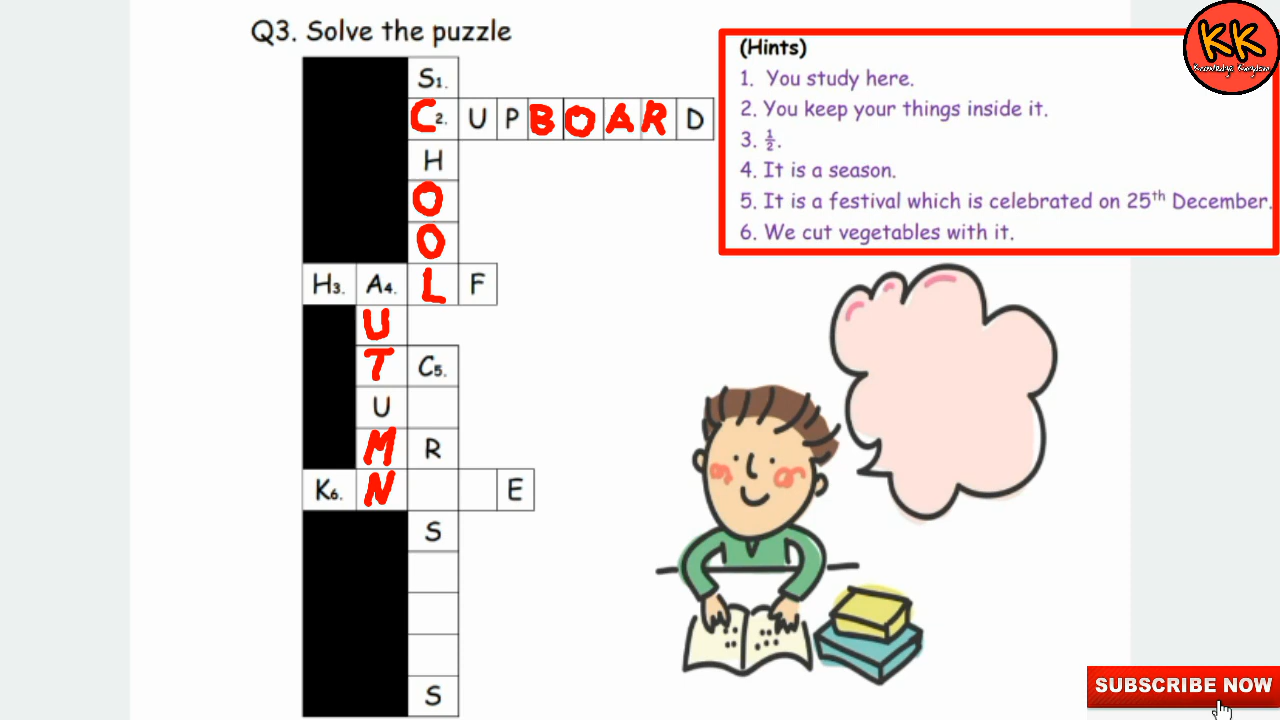 Q3. Solve the puzzle
KK
Knowledge Kingdom
(Hints)
1. You study here.
2. You keep your things inside it.
3. ½.
4. It is a season.
5. It is a festival which is celebrated on 25th December.
6. We cut vegetables with it.
S1.
C2. U P B O A R D
H
O
O
H3. A4. L F
U
T C5.
U
M R
K6. N E
S
S
SUBSCRIBE NOW